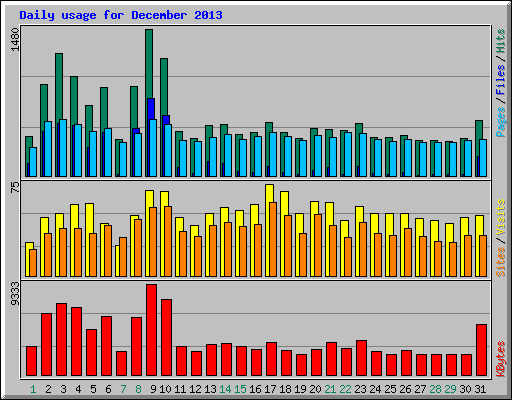 Daily usage for December 2013
1480
Pages / Files / Hits
75
Sites / Visits
9333
KBytes
1 2 3 4 5 6 7 8 9 10 11 12 13 14 15 16 17 18 19 20 21 22 23 24 25 26 27 28 29 30 31